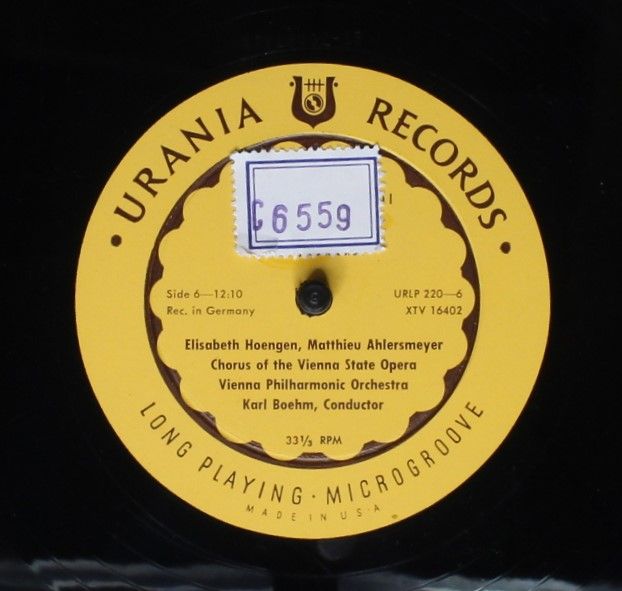 URANIA RECORDS
C6559
Side 6—12:10
Rec. in Germany
URLP 220—6
XTV 16402
Elisabeth Hoengen, Matthieu Ahlersmeyer
Chorus of the Vienna State Opera
Vienna Philharmonic Orchestra
Karl Boehm, Conductor
33⅓ RPM
LONG PLAYING · MICROGROOVE
MADE IN U·S·A